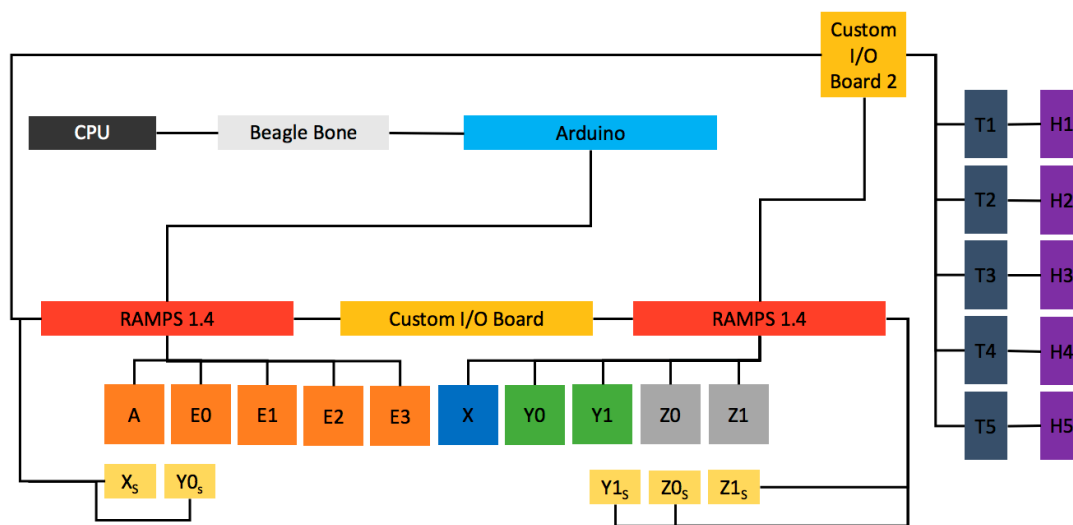 Custom
I/O
Board 2
CPU
Beagle Bone
Arduino
T1
H1
T2
H2
T3
H3
T4
H4
T5
H5
RAMPS 1.4
Custom I/O Board
RAMPS 1.4
A
E0
E1
E2
E3
X
Y0
Y1
Z0
Z1
Xs
Y0s
Y1s
Z0s
Z1s